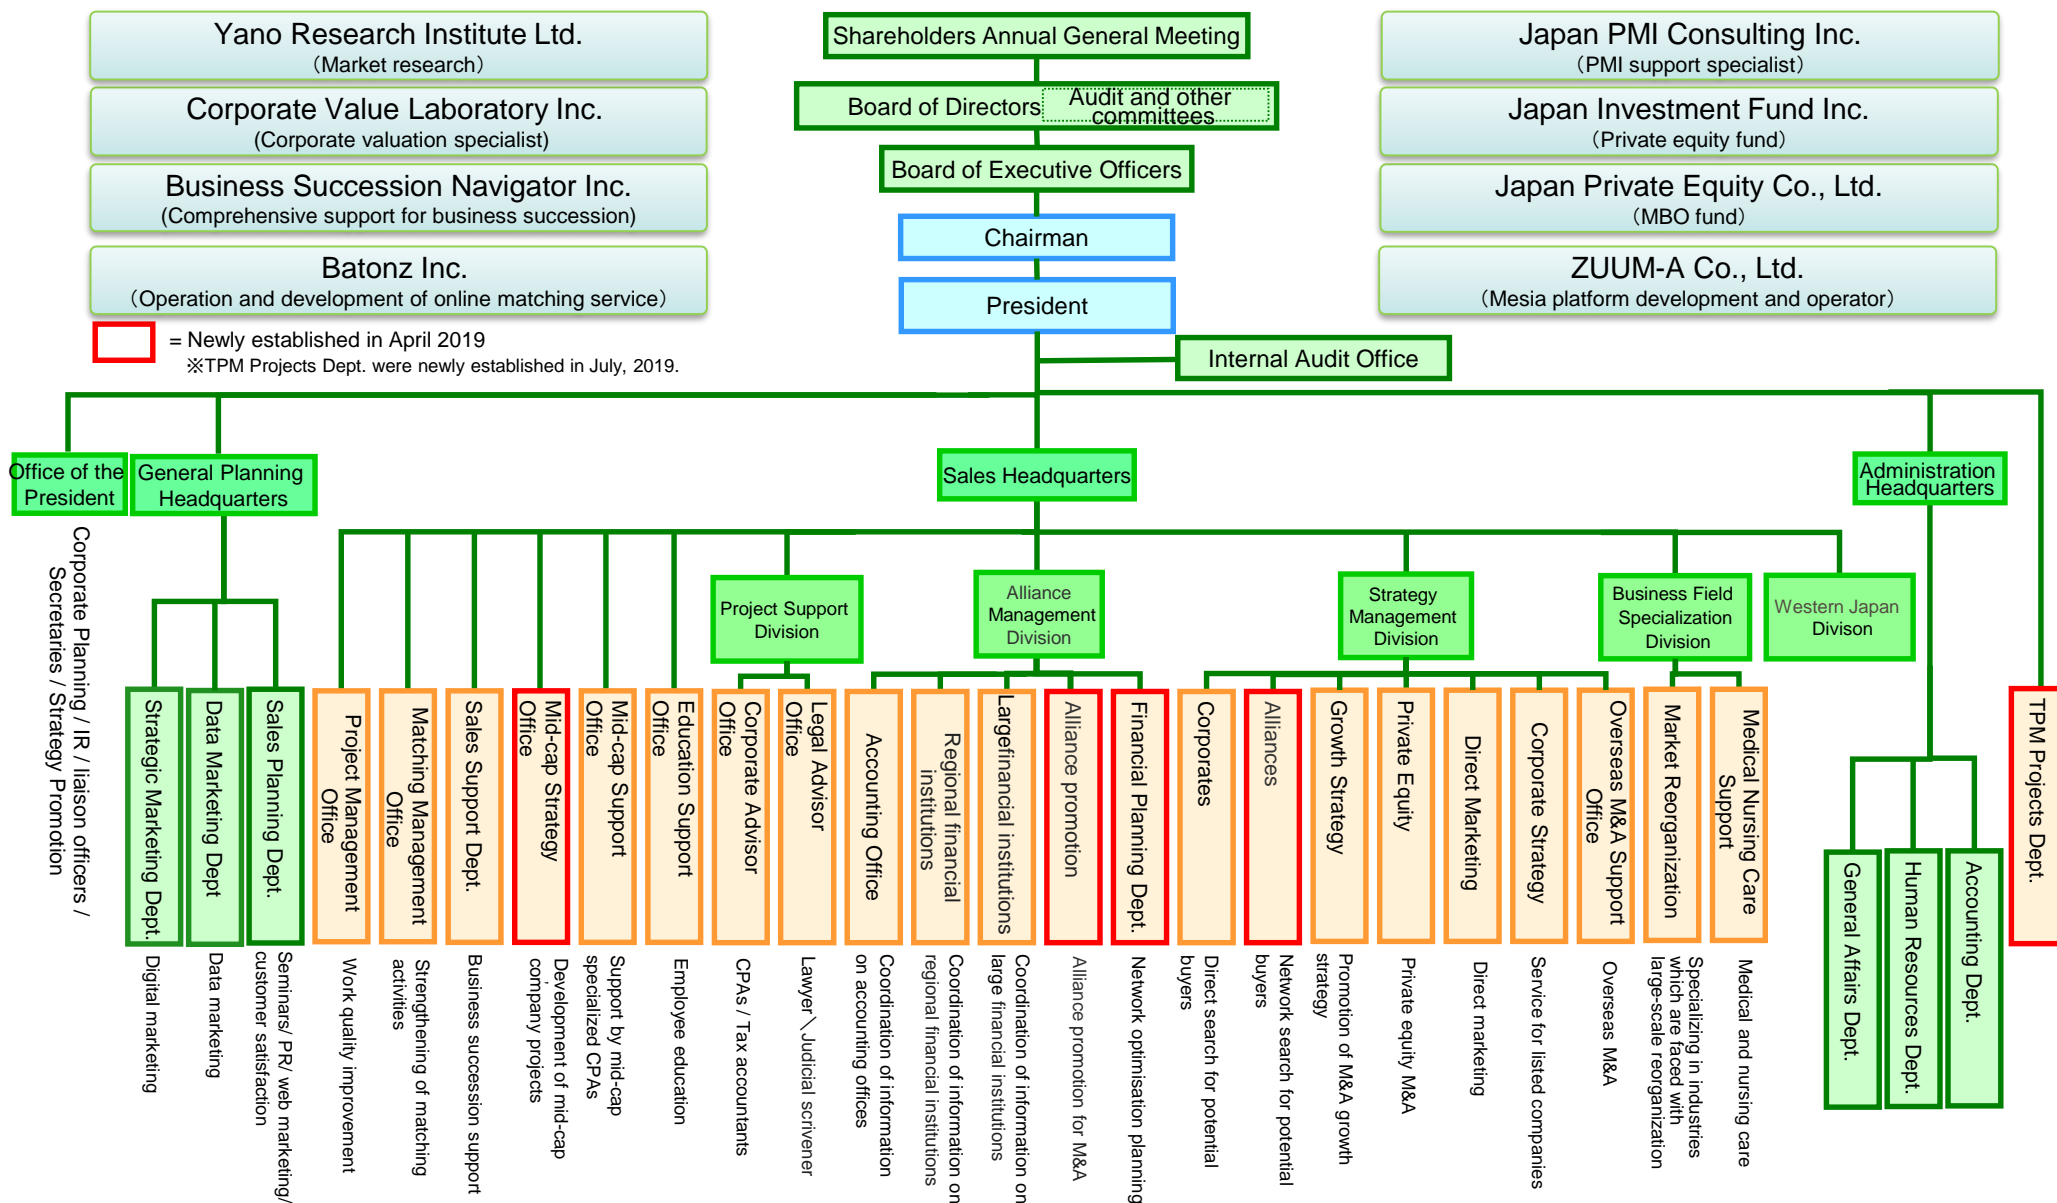 Yano Research Institute Ltd.
（Market research）
Corporate Value Laboratory Inc.
(Corporate valuation specialist)
Business Succession Navigator Inc.
(Comprehensive support for business succession)
Batonz Inc.
（Operation and development of online matching service）
= Newly established in April 2019
※TPM Projects Dept. were newly established in July, 2019.
Shareholders Annual General Meeting
Board of Directors
Audit and other
committees
Board of Executive Officers
Chairman
President
Internal Audit Office
Japan PMI Consulting Inc.
（PMI support specialist）
Japan Investment Fund Inc.
（Private equity fund）
Japan Private Equity Co., Ltd.
（MBO fund）
ZUUM-A Co., Ltd.
（Mesia platform development and operator）
Office of the
President
General Planning
Headquarters
Sales Headquarters
Administration
Headquarters
Corporate Planning / IR / liaison officers /
Secretaries / Strategy Promotion
Project Support
Division
Alliance
Management
Division
Strategy
Management
Division
Business Field
Specialization
Division
Western Japan
Divison
Strategic Marketing Dept.
Data Marketing Dept
Sales Planning Dept.
Project Management
Office
Matching Management
Office
Sales Support Dept.
Mid-cap Strategy
Office
Mid-cap Support
Office
Education Support
Office
Corporate Advisor
Office
Legal Advisor
Office
Accounting Office
Regional financial
institutions
Largefinancial institutions
Alliance promotion
Financial Planning Dept.
Corporates
Alliances
Growth Strategy
Private Equity
Direct Marketing
Corporate Strategy
Overseas M&A Support
Office
Market Reorganization
Medical Nursing Care
Support
General Affairs Dept.
Human Resources Dept.
Accounting Dept.
TPM Projects Dept.
Digital marketing
Data marketing
Seminars/ PR/ web marketing/
customer satisfaction
Work quality improvement
Strengthening of matching
activities
Business succession support
Development of mid-cap
company projects
Support by mid-cap
specialized CPAs
Employee education
CPAs / Tax accountants
Lawyer＼Judicial scrivener
Coordination of information
on accounting offices
Coordination of information on
regional financial institutions
Coordination of information on
large financial institutions
Alliance promotion for M&A
Network optimisation planning
Direct search for potential
buyers
Network search for potential
buyers
Promotion of M&A growth
strategy
Private equity M&A
Direct marketing
Service for listed companies
Overseas M&A
Specializing in industries
which are faced with
large-scale reorganization
Medical and nursing care